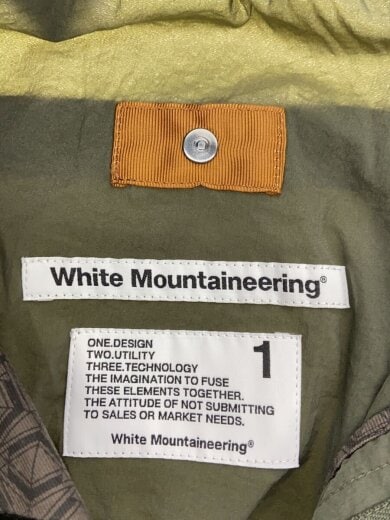 White Mountaineering®
ONE.DESIGN
TWO.UTILITY
THREE.TECHNOLOGY
THE IMAGINATION TO FUSE
THESE ELEMENTS TOGETHER.
THE ATTITUDE OF NOT SUBMITTING
TO SALES OR MARKET NEEDS.
1
White Mountaineering®